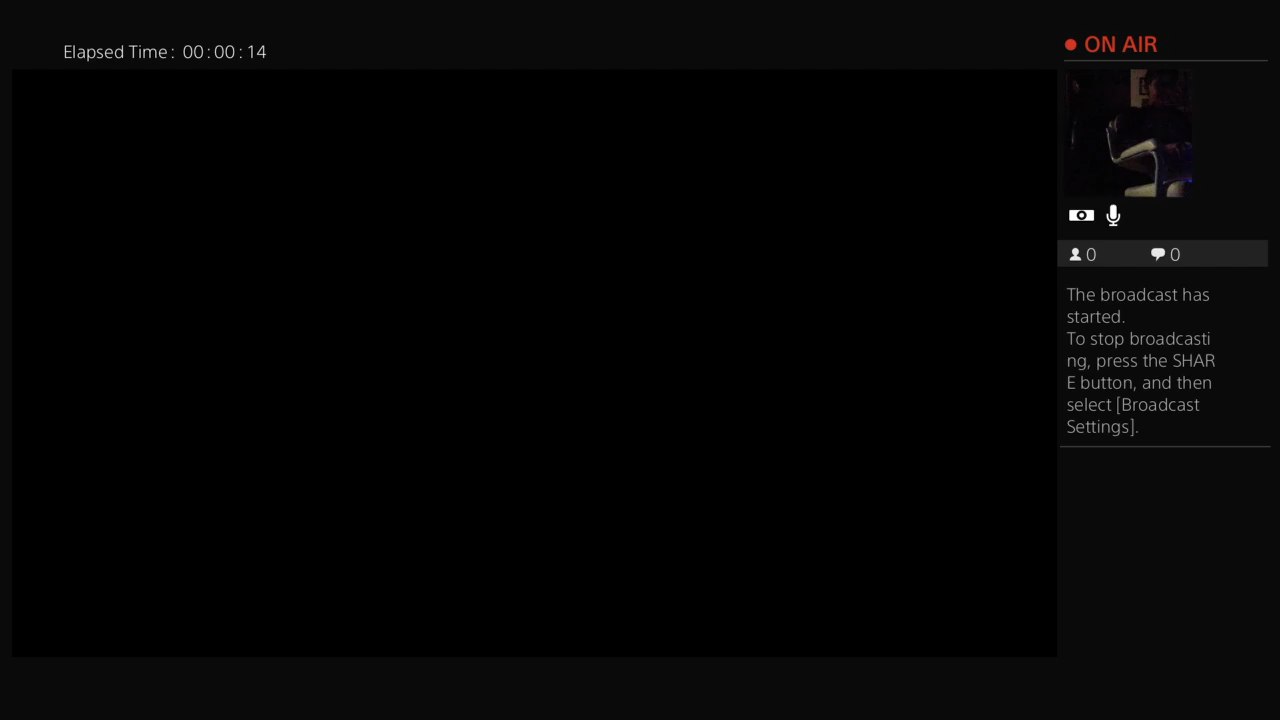 Elapsed Time: 00:00:14
ON AIR
0 0
The broadcast has
started.
To stop broadcasti
ng, press the SHAR
E button, and then
select [Broadcast
Settings].